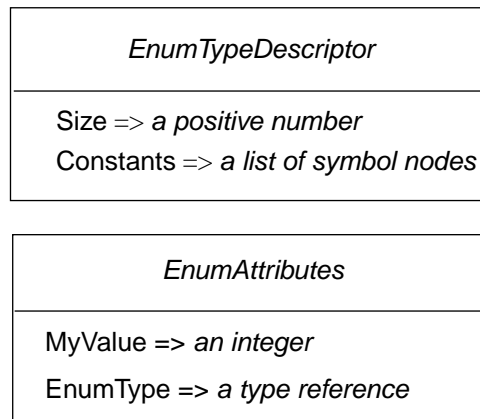 EnumTypeDescriptor
Size => a positive number
Constants => a list of symbol nodes
EnumAttributes
MyValue => an integer
EnumType => a type reference